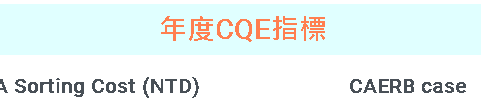 年度CQE指標
A Sorting Cost (NTD) CAERB case